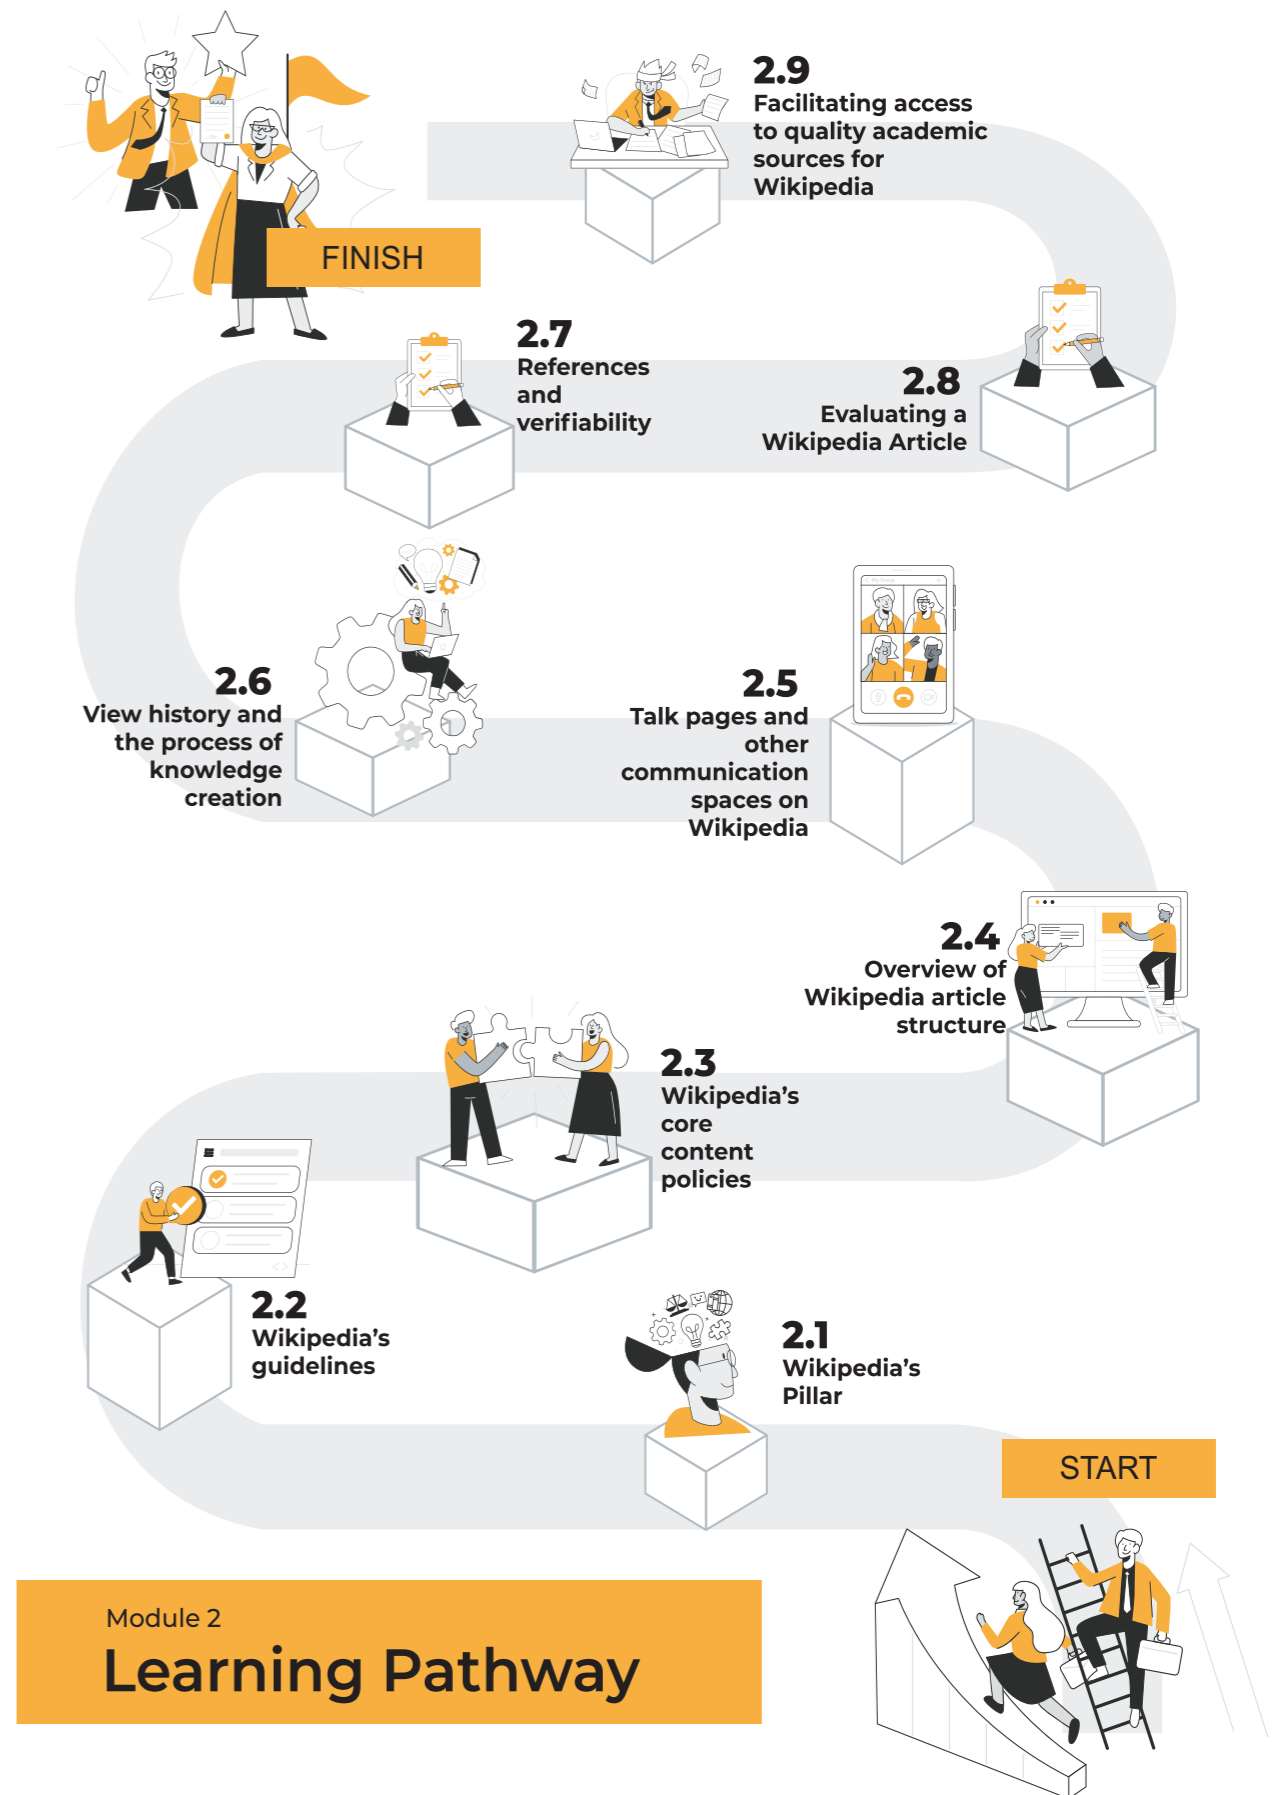 2.9
Facilitating access
to quality academic
sources for
Wikipedia
FINISH
2.7
References
and
verifiability
2.8
Evaluating a
Wikipedia Article
2.6
View history and
the process of
knowledge
creation
2.5
Talk pages and
other
communication
spaces on
Wikipedia
My Group
2.4
Overview of
Wikipedia article
structure
2.3
Wikipedia's
core
content
policies
2.2
Wikipedia's
guidelines
2.1
Wikipedia's
Pillar
START
Module 2
Learning Pathway